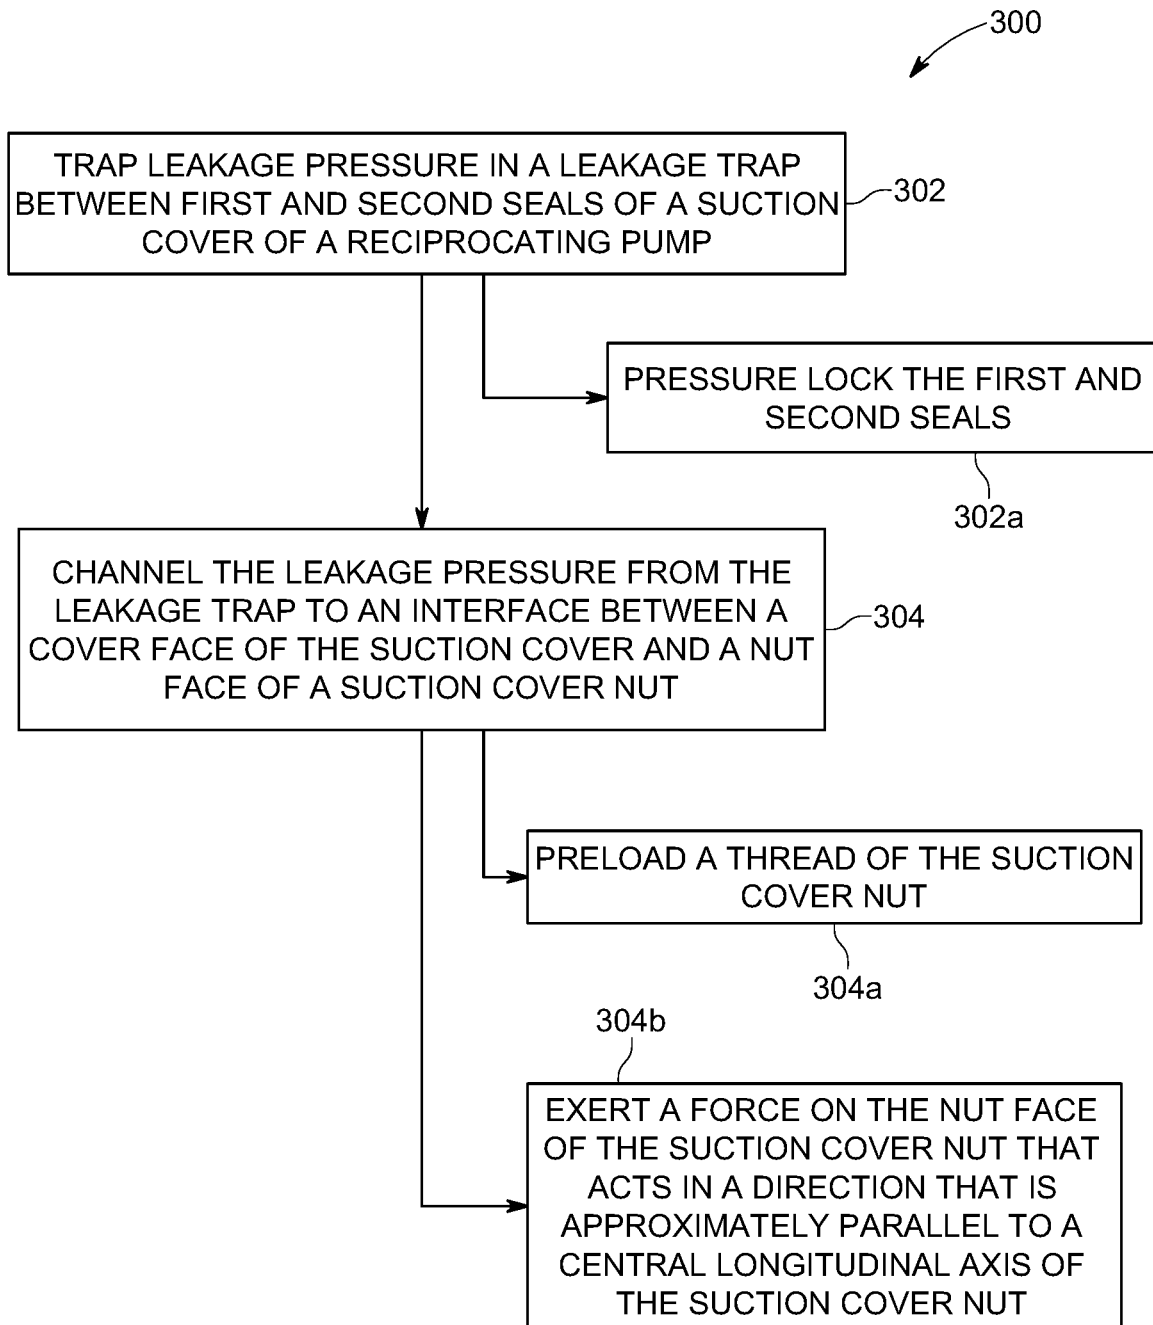 300
TRAP LEAKAGE PRESSURE IN A LEAKAGE TRAP
BETWEEN FIRST AND SECOND SEALS OF A SUCTION
COVER OF A RECIPROCATING PUMP
302
PRESSURE LOCK THE FIRST AND
SECOND SEALS
302a
CHANNEL THE LEAKAGE PRESSURE FROM THE
LEAKAGE TRAP TO AN INTERFACE BETWEEN A
COVER FACE OF THE SUCTION COVER AND A NUT
FACE OF A SUCTION COVER NUT
304
PRELOAD A THREAD OF THE SUCTION
COVER NUT
304a
304b
EXERT A FORCE ON THE NUT FACE
OF THE SUCTION COVER NUT THAT
ACTS IN A DIRECTION THAT IS
APPROXIMATELY PARALLEL TO A
CENTRAL LONGITUDINAL AXIS OF
THE SUCTION COVER NUT